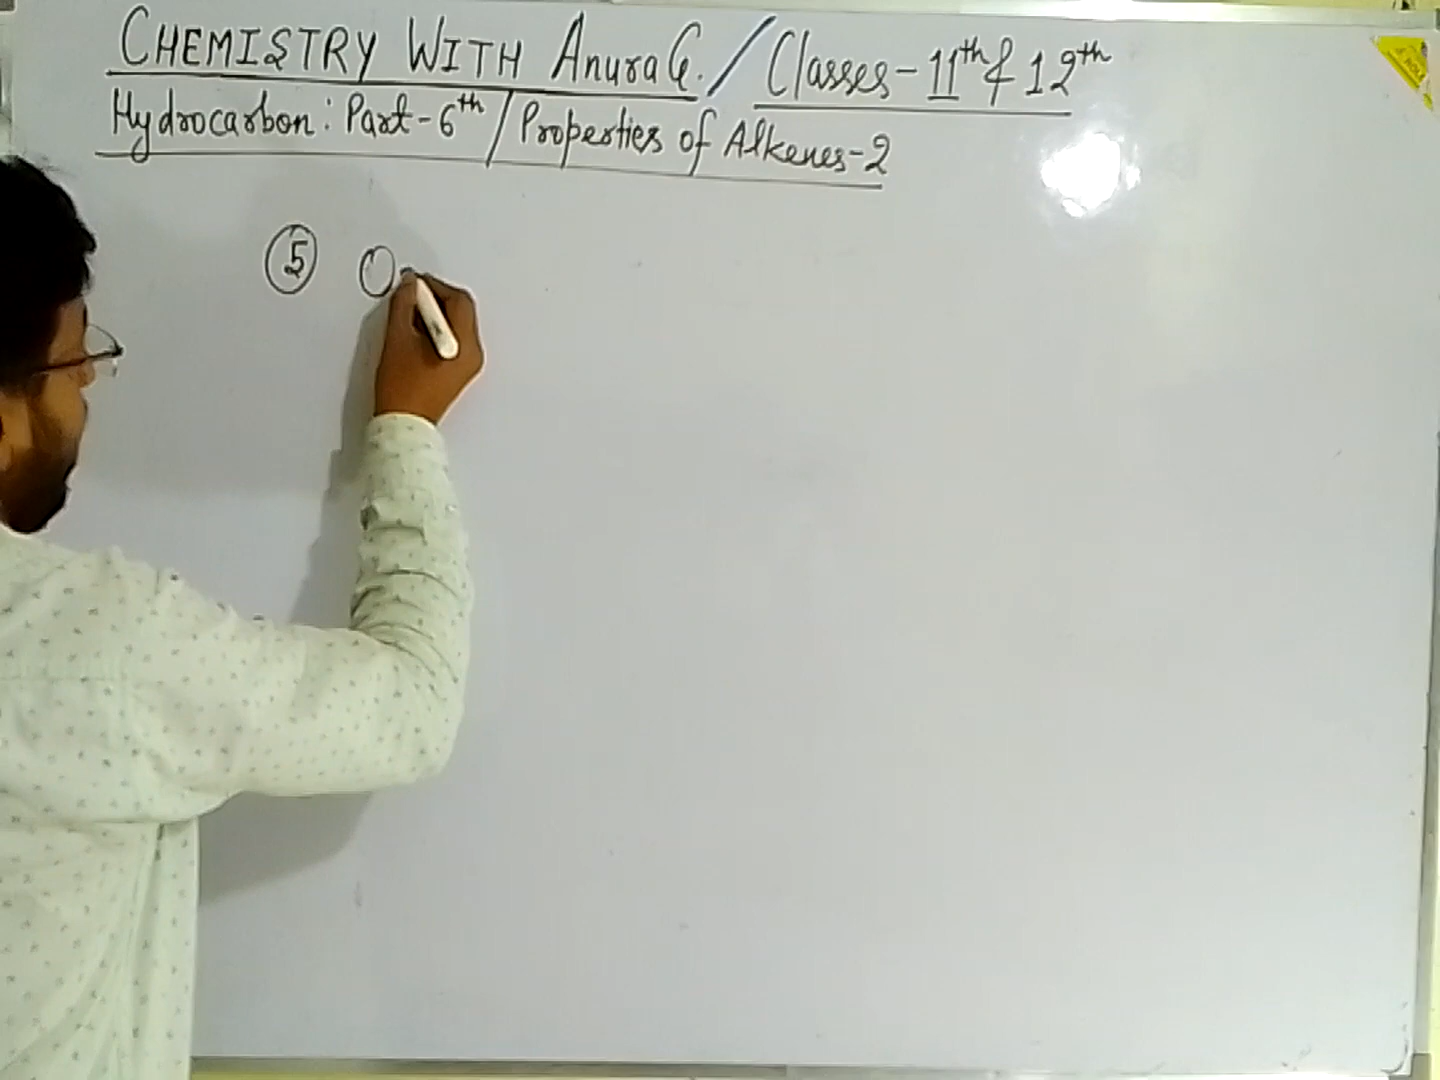 CHEMISTRY WITH AnuraG. / Classes - 11th & 12th
Hydrocarbon: Part-6th / Properties of Alkenes-2
5 O